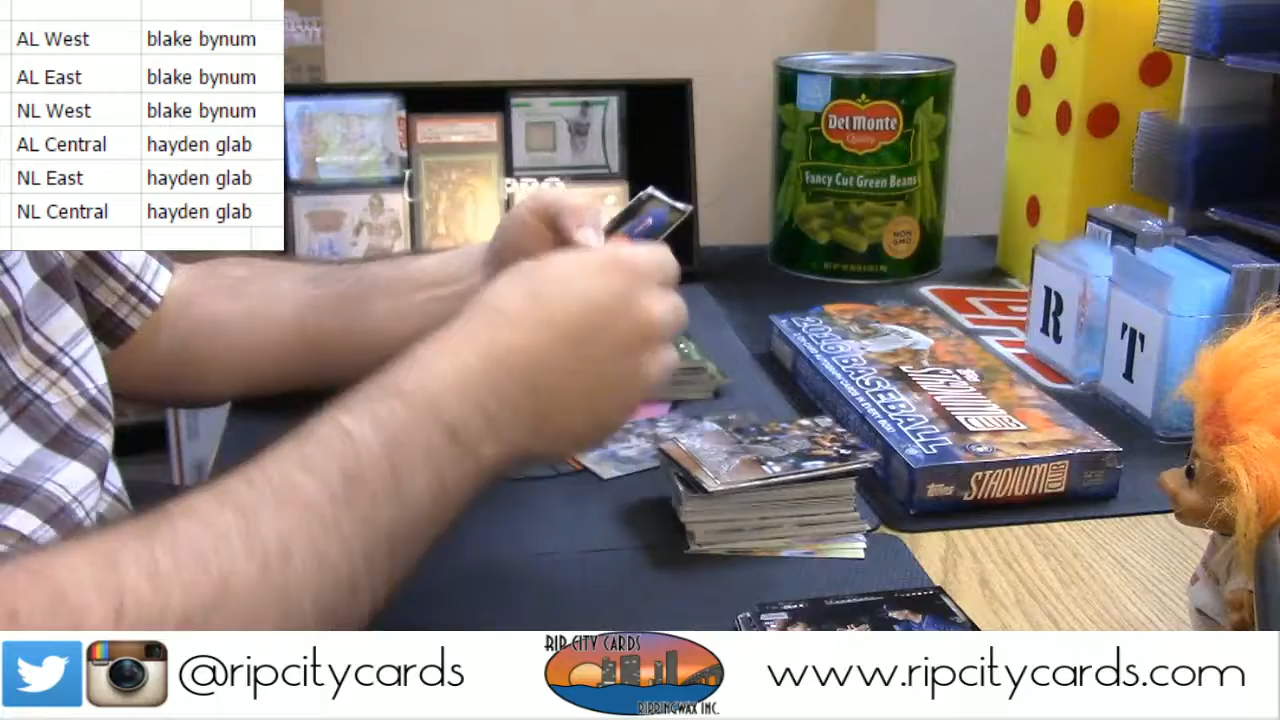 AL West blake bynum
AL East blake bynum
NL West blake bynum
AL Central hayden glab
NL East hayden glab
NL Central hayden glab
Del Monte
Quality
Fancy Cut Green Beans
NON
GMO
R
T
2016 BASEBALL
TOPPS
STADIUM
CLUB
TOPPS
STADIUM CLUB
@ripcitycards
RIP CITY CARDS
RIPPINGWAX INC.
www.ripcitycards.com